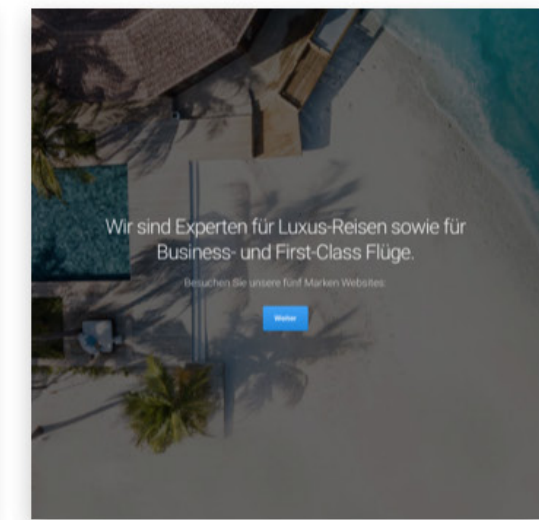 Wir sind Experten für Luxus-Reisen sowie für
Business- und First-Class Flüge.
Besuchen Sie unsere fünf Marken Websites:
Weiter